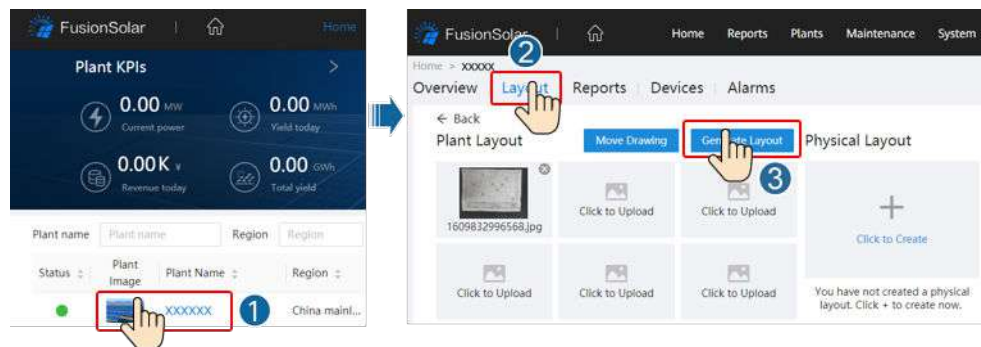 FusionSolar
Home
Plant KPIs >
0.00 MW
Current power
0.00 MWh
Yield today
0.00K ¥
Revenue today
0.00 GWh
Total yield
Plant name Plant name Region Region
Status Plant Image Plant Name Region
XXXXXX China mainl...
1
FusionSolar
Home Reports Plants Maintenance System
2
Home > XXXXX
Overview Layout Reports Devices Alarms
← Back
Plant Layout Move Drawing Generate Layout Physical Layout
3
1609832996568.jpg
Click to Upload
Click to Upload
+
Click to Create
Click to Upload
Click to Upload
Click to Upload
You have not created a physical
layout. Click + to create now.